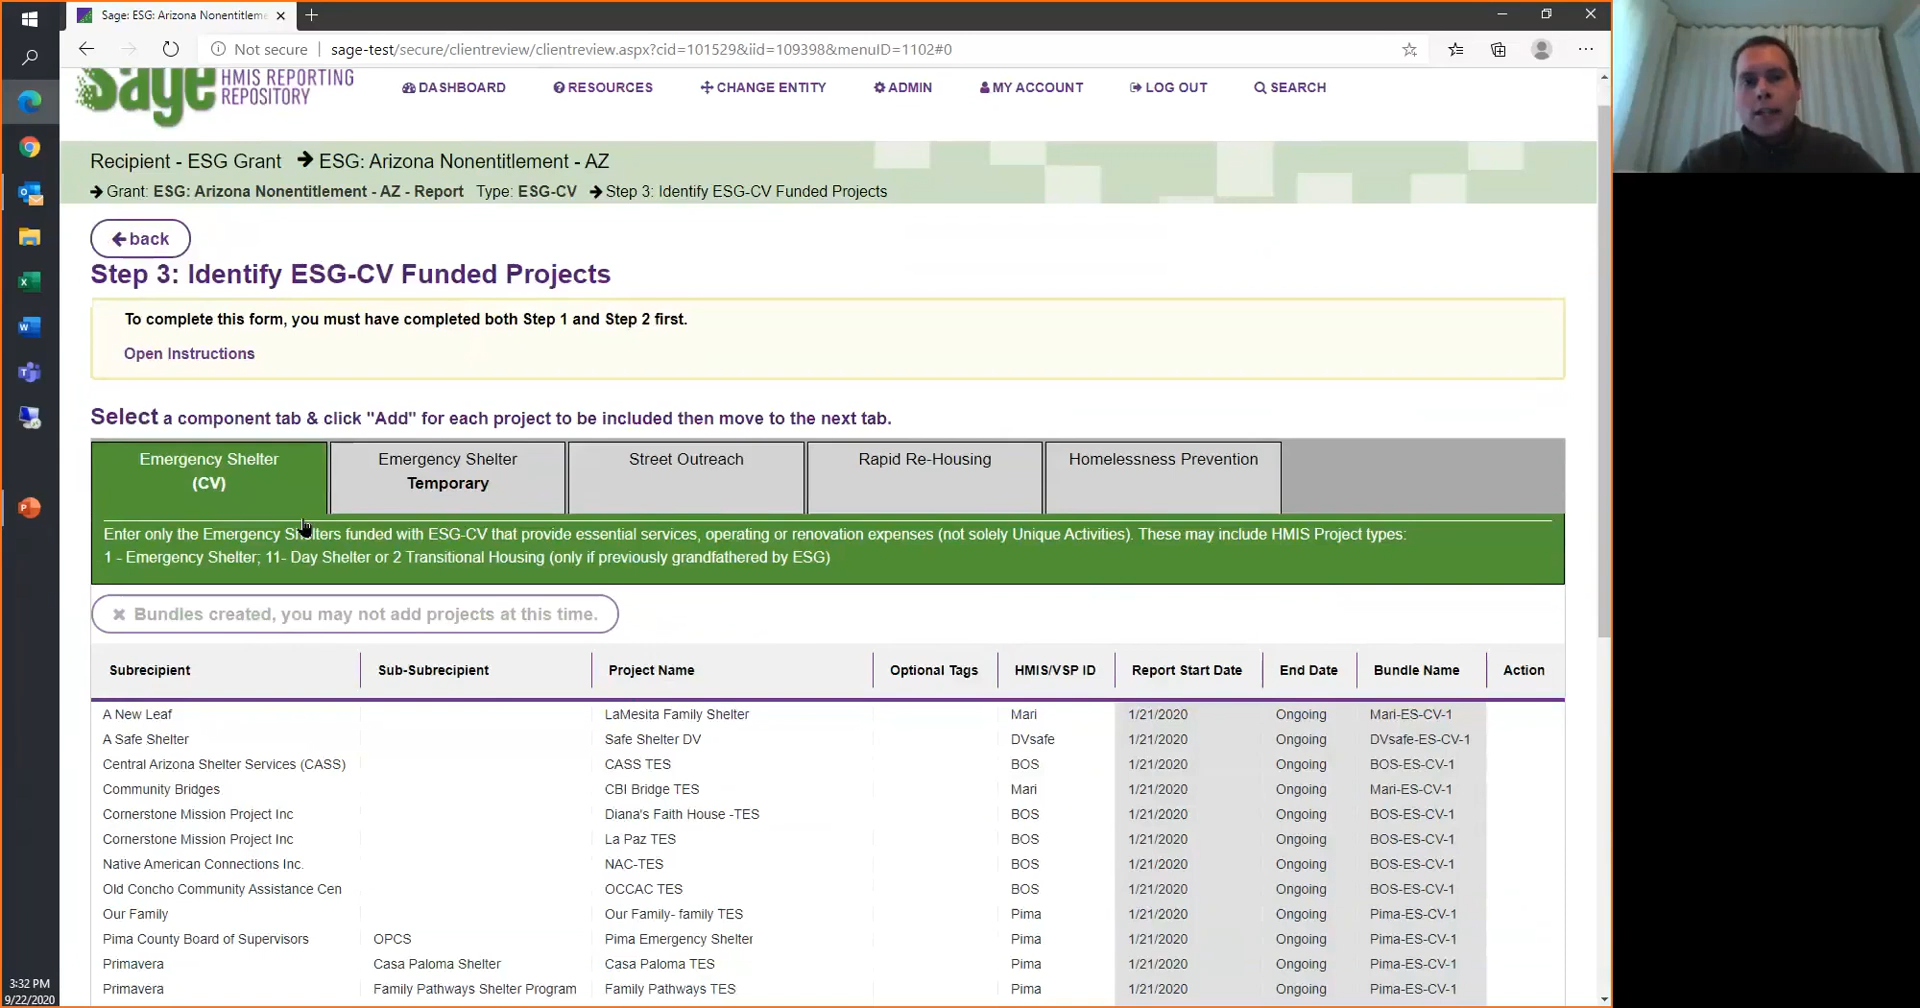 Sage: ESG: Arizona Nonentitleme
Not secure
sage-test/secure/clientreview/clientreview.aspx?cid=101529&iid=109398&menuID=1102#0
Sage HMIS REPORTING REPOSITORY
DASHBOARD RESOURCES CHANGE ENTITY ADMIN MY ACCOUNT LOG OUT SEARCH
Recipient - ESG Grant → ESG: Arizona Nonentitlement - AZ
→ Grant: ESG: Arizona Nonentitlement - AZ - Report Type: ESG-CV → Step 3: Identify ESG-CV Funded Projects
← back
Step 3: Identify ESG-CV Funded Projects
To complete this form, you must have completed both Step 1 and Step 2 first.
Open Instructions
Select a component tab & click "Add" for each project to be included then move to the next tab.
Emergency Shelter (CV)
Emergency Shelter Temporary
Street Outreach
Rapid Re-Housing
Homelessness Prevention
Enter only the Emergency Shelters funded with ESG-CV that provide essential services, operating or renovation expenses (not solely Unique Activities). These may include HMIS Project types:
1 - Emergency Shelter; 11- Day Shelter or 2 Transitional Housing (only if previously grandfathered by ESG)
✖ Bundles created, you may not add projects at this time.
Subrecipient Sub-Subrecipient Project Name Optional Tags HMIS/VSP ID Report Start Date End Date Bundle Name Action
A New Leaf LaMesita Family Shelter Mari 1/21/2020 Ongoing Mari-ES-CV-1
A Safe Shelter Safe Shelter DV DVsafe 1/21/2020 Ongoing DVsafe-ES-CV-1
Central Arizona Shelter Services (CASS) CASS TES BOS 1/21/2020 Ongoing BOS-ES-CV-1
Community Bridges CBI Bridge TES Mari 1/21/2020 Ongoing Mari-ES-CV-1
Cornerstone Mission Project Inc Diana's Faith House -TES BOS 1/21/2020 Ongoing BOS-ES-CV-1
Cornerstone Mission Project Inc La Paz TES BOS 1/21/2020 Ongoing BOS-ES-CV-1
Native American Connections Inc. NAC-TES BOS 1/21/2020 Ongoing BOS-ES-CV-1
Old Concho Community Assistance Cen OCCAC TES BOS 1/21/2020 Ongoing BOS-ES-CV-1
Our Family Our Family- family TES Pima 1/21/2020 Ongoing Pima-ES-CV-1
Pima County Board of Supervisors OPCS Pima Emergency Shelter Pima 1/21/2020 Ongoing Pima-ES-CV-1
Primavera Casa Paloma Shelter Casa Paloma TES Pima 1/21/2020 Ongoing Pima-ES-CV-1
Primavera Family Pathways Shelter Program Family Pathways TES Pima 1/21/2020 Ongoing Pima-ES-CV-1
3:32 PM
9/22/2020